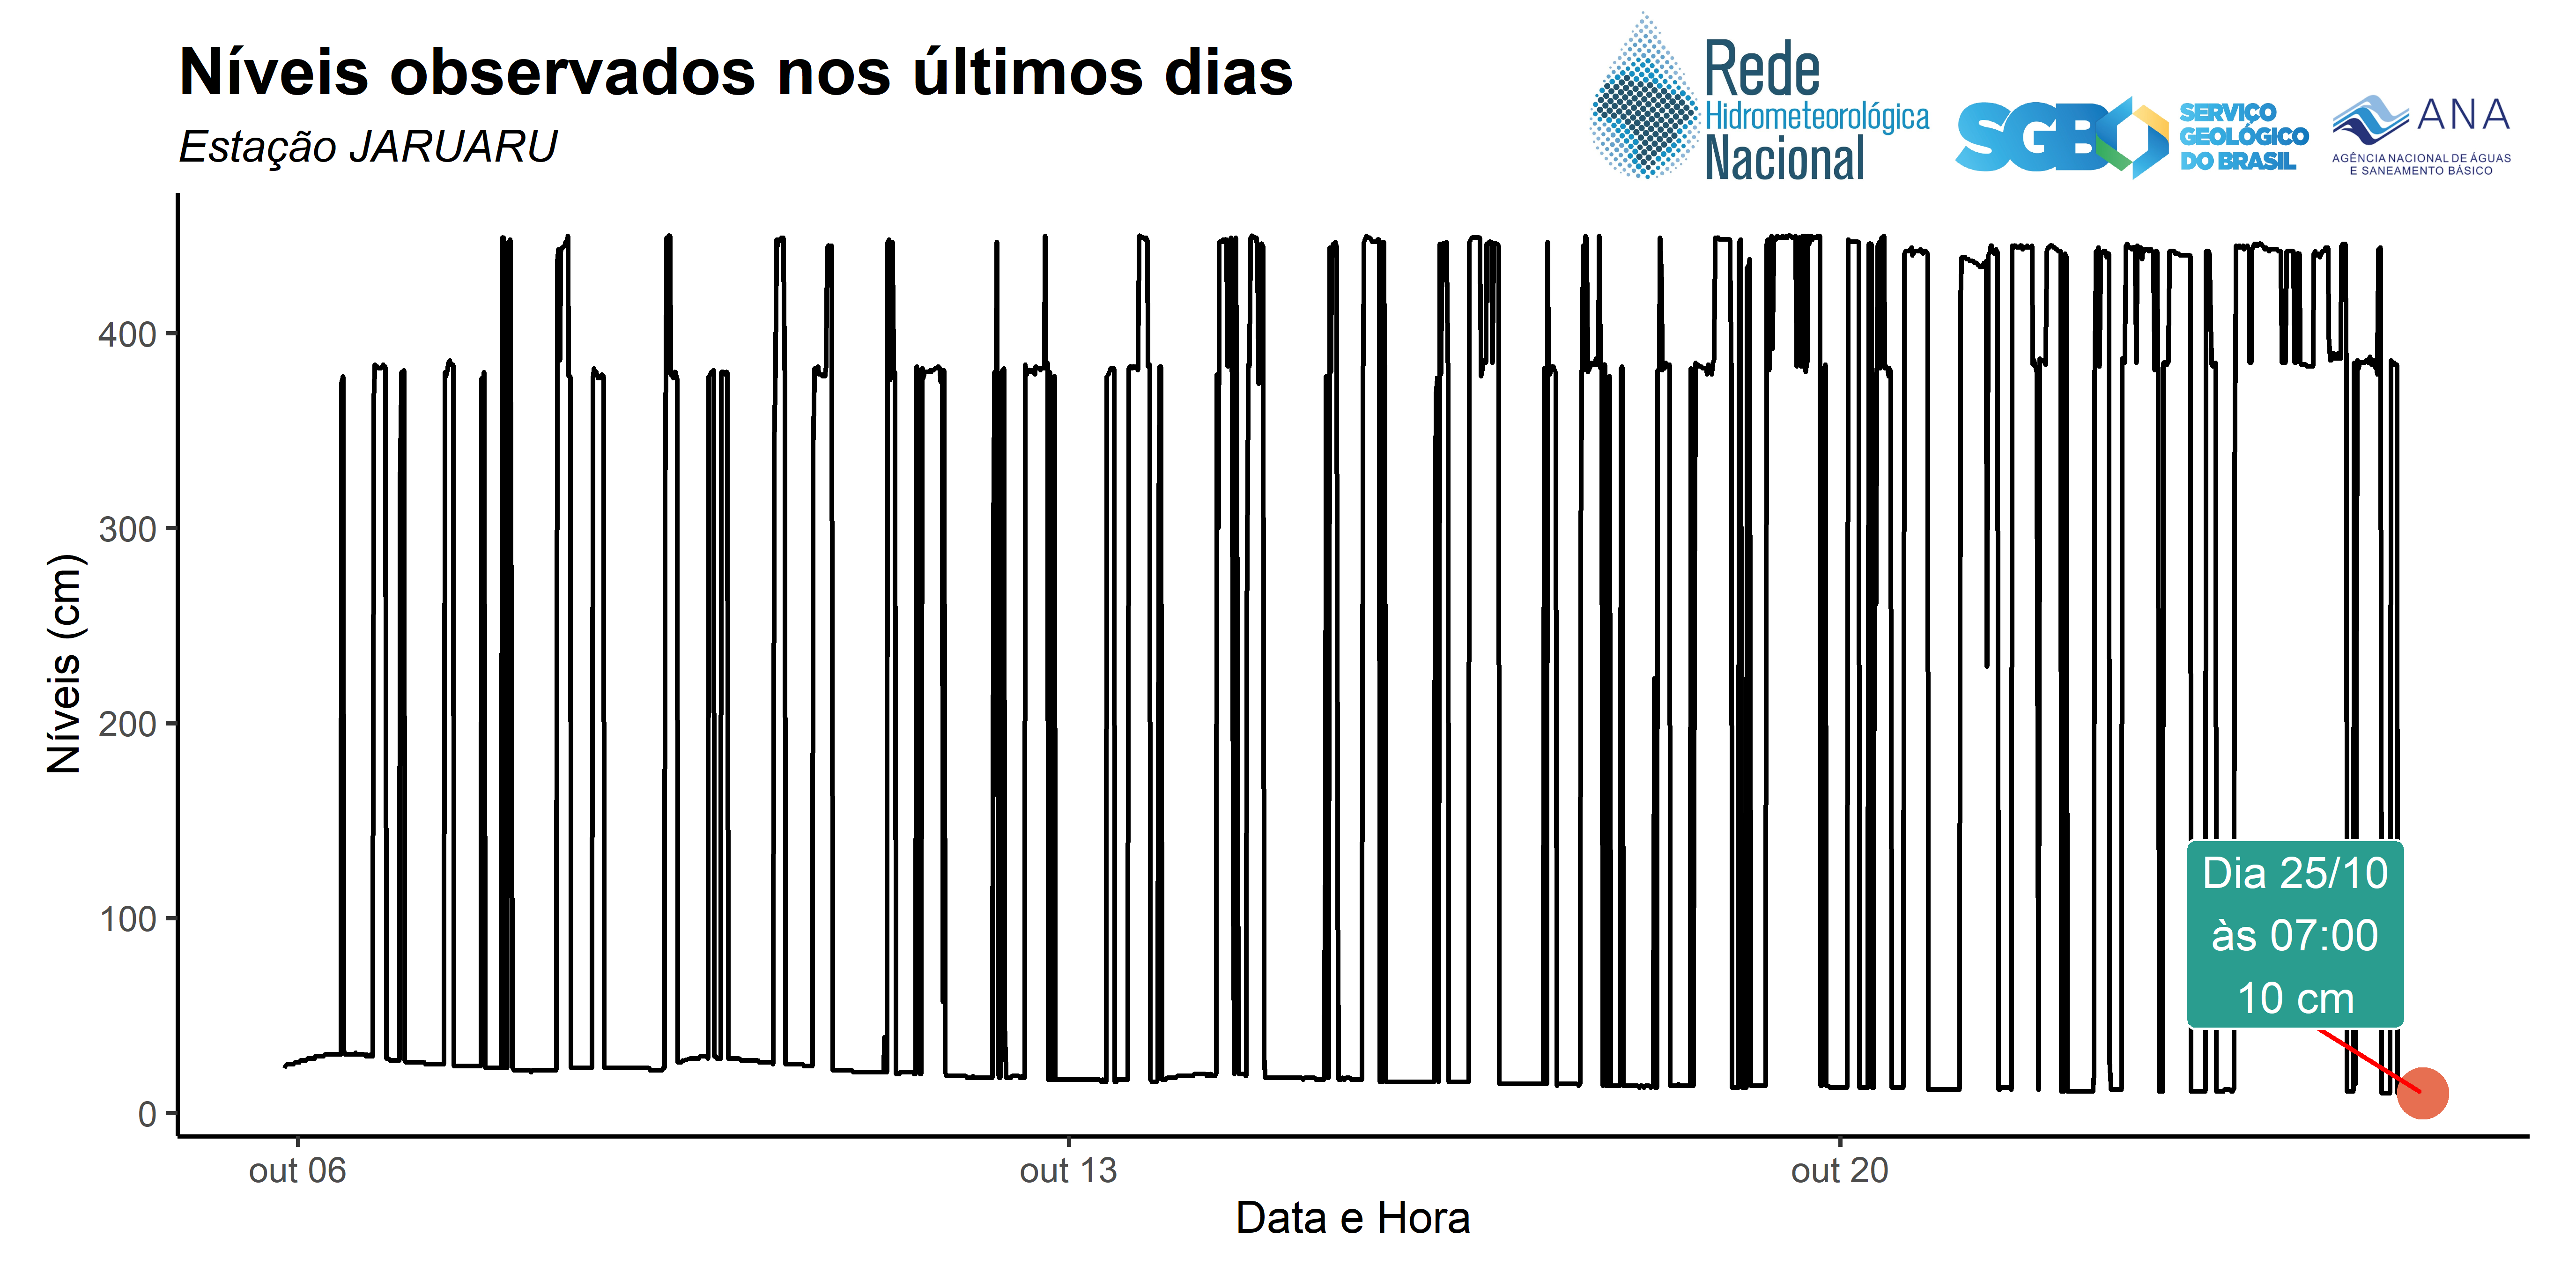 Níveis observados nos últimos dias
Estação JARUARU
Rede
Hidrometeorológica
Nacional
SGB
SERVIÇO
GEOLÓGICO
DO BRASIL
ANA
AGÊNCIA NACIONAL DE ÁGUAS
E SANEAMENTO BÁSICO
Níveis (cm)
400
300
200
100
0
Dia 25/10
às 07:00
10 cm
out 06
out 13
out 20
Data e Hora